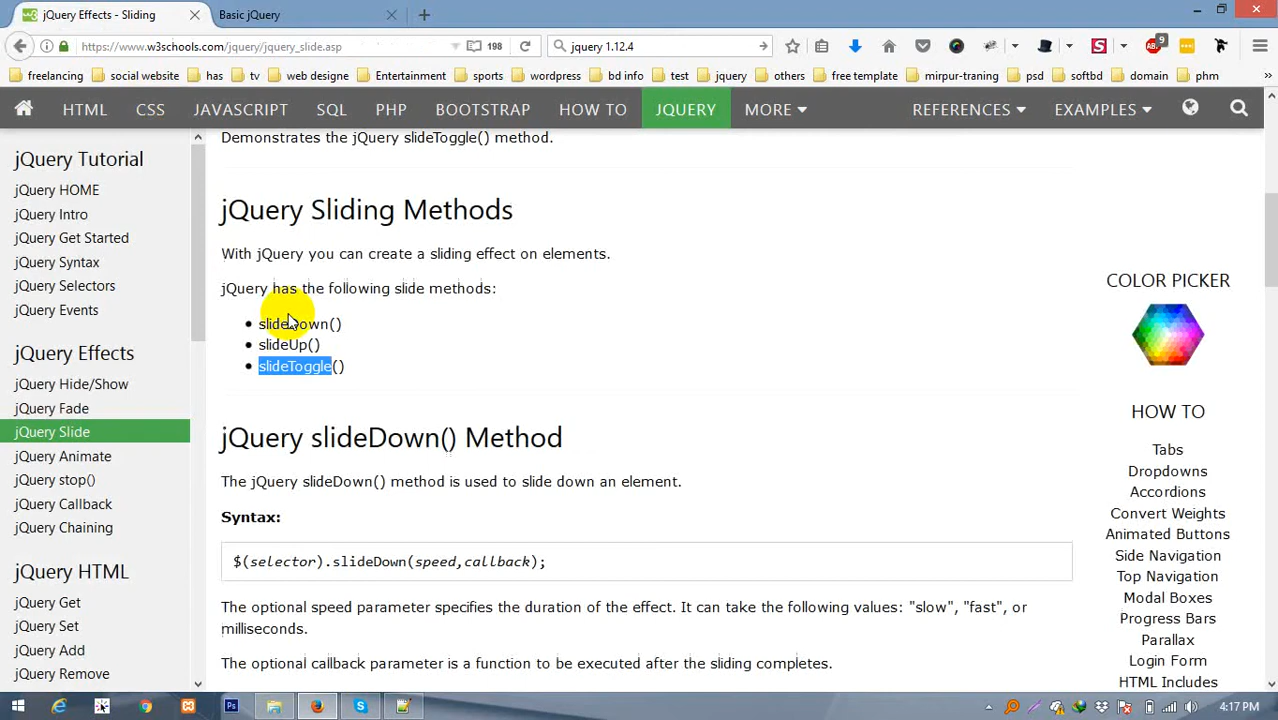 jQuery Effects - Sliding
Basic jQuery
https://www.w3schools.com/jquery/jquery_slide.asp
198
jquery 1.12.4
9
freelancing
social website
has
tv
web designe
Entertainment
sports
wordpress
bd info
test
jquery
others
free template
mirpur-traning
psd
softbd
domain
phm
HTML
CSS
JAVASCRIPT
SQL
PHP
BOOTSTRAP
HOW TO
JQUERY
MORE
REFERENCES
EXAMPLES
jQuery Tutorial
jQuery HOME
jQuery Intro
jQuery Get Started
jQuery Syntax
jQuery Selectors
jQuery Events
jQuery Effects
jQuery Hide/Show
jQuery Fade
jQuery Slide
jQuery Animate
jQuery stop()
jQuery Callback
jQuery Chaining
jQuery HTML
jQuery Get
jQuery Set
jQuery Add
jQuery Remove
Demonstrates the jQuery slideToggle() method.
jQuery Sliding Methods
With jQuery you can create a sliding effect on elements.
jQuery has the following slide methods:
slideDown()
slideUp()
slideToggle()
jQuery slideDown() Method
The jQuery slideDown() method is used to slide down an element.
Syntax:
$(selector).slideDown(speed,callback);
The optional speed parameter specifies the duration of the effect. It can take the following values: "slow", "fast", or
milliseconds.
The optional callback parameter is a function to be executed after the sliding completes.
COLOR PICKER
HOW TO
Tabs
Dropdowns
Accordions
Convert Weights
Animated Buttons
Side Navigation
Top Navigation
Modal Boxes
Progress Bars
Parallax
Login Form
HTML Includes
4:17 PM